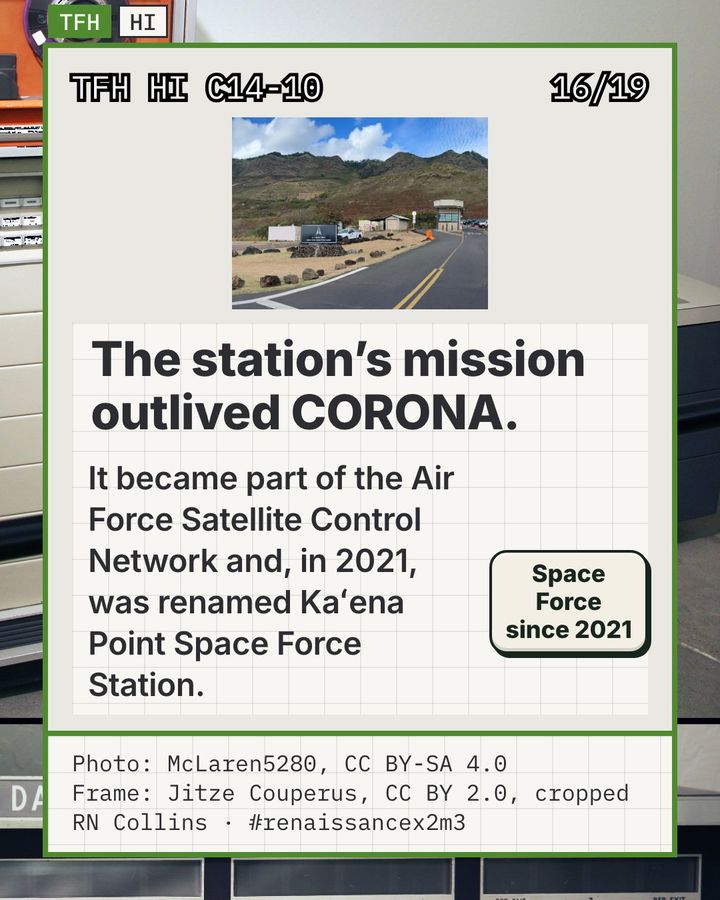 TFH HI
TFH HI C14-10
16/19
The station’s mission
outlived CORONA.
It became part of the Air
Force Satellite Control
Network and, in 2021,
was renamed Kaʻena
Point Space Force
Station.
Space
Force
since 2021
Photo: McLaren5280, CC BY-SA 4.0
Frame: Jitze Couperus, CC BY 2.0, cropped
RN Collins · #renaissancex2m3
DA